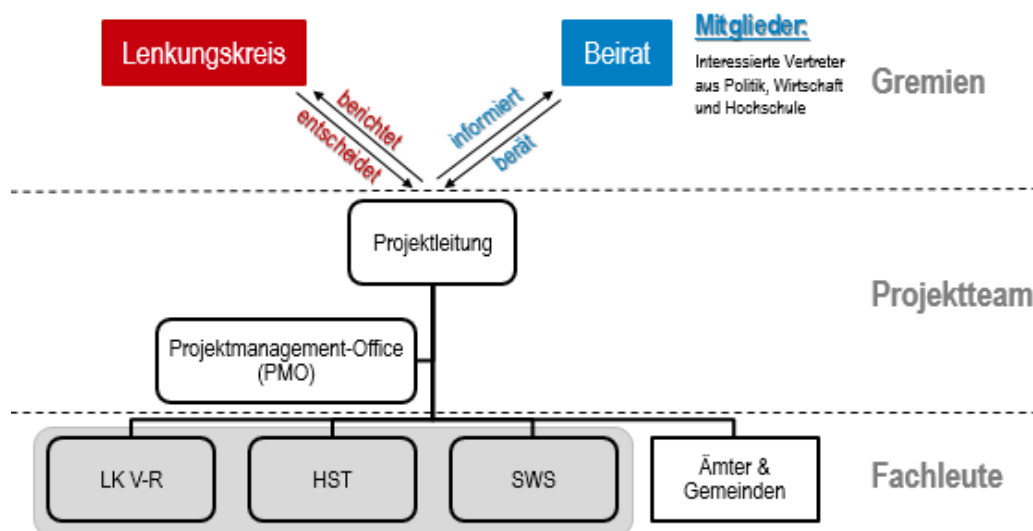 Lenkungskreis
Beirat
Mitglieder:
Interessierte Vertreter
aus Politik, Wirtschaft
und Hochschule
Gremien
berichtet
entscheidet
informiert
berät
Projektleitung
Projektteam
Projektmanagement-Office
(PMO)
LK V-R
HST
SWS
Ämter &
Gemeinden
Fachleute